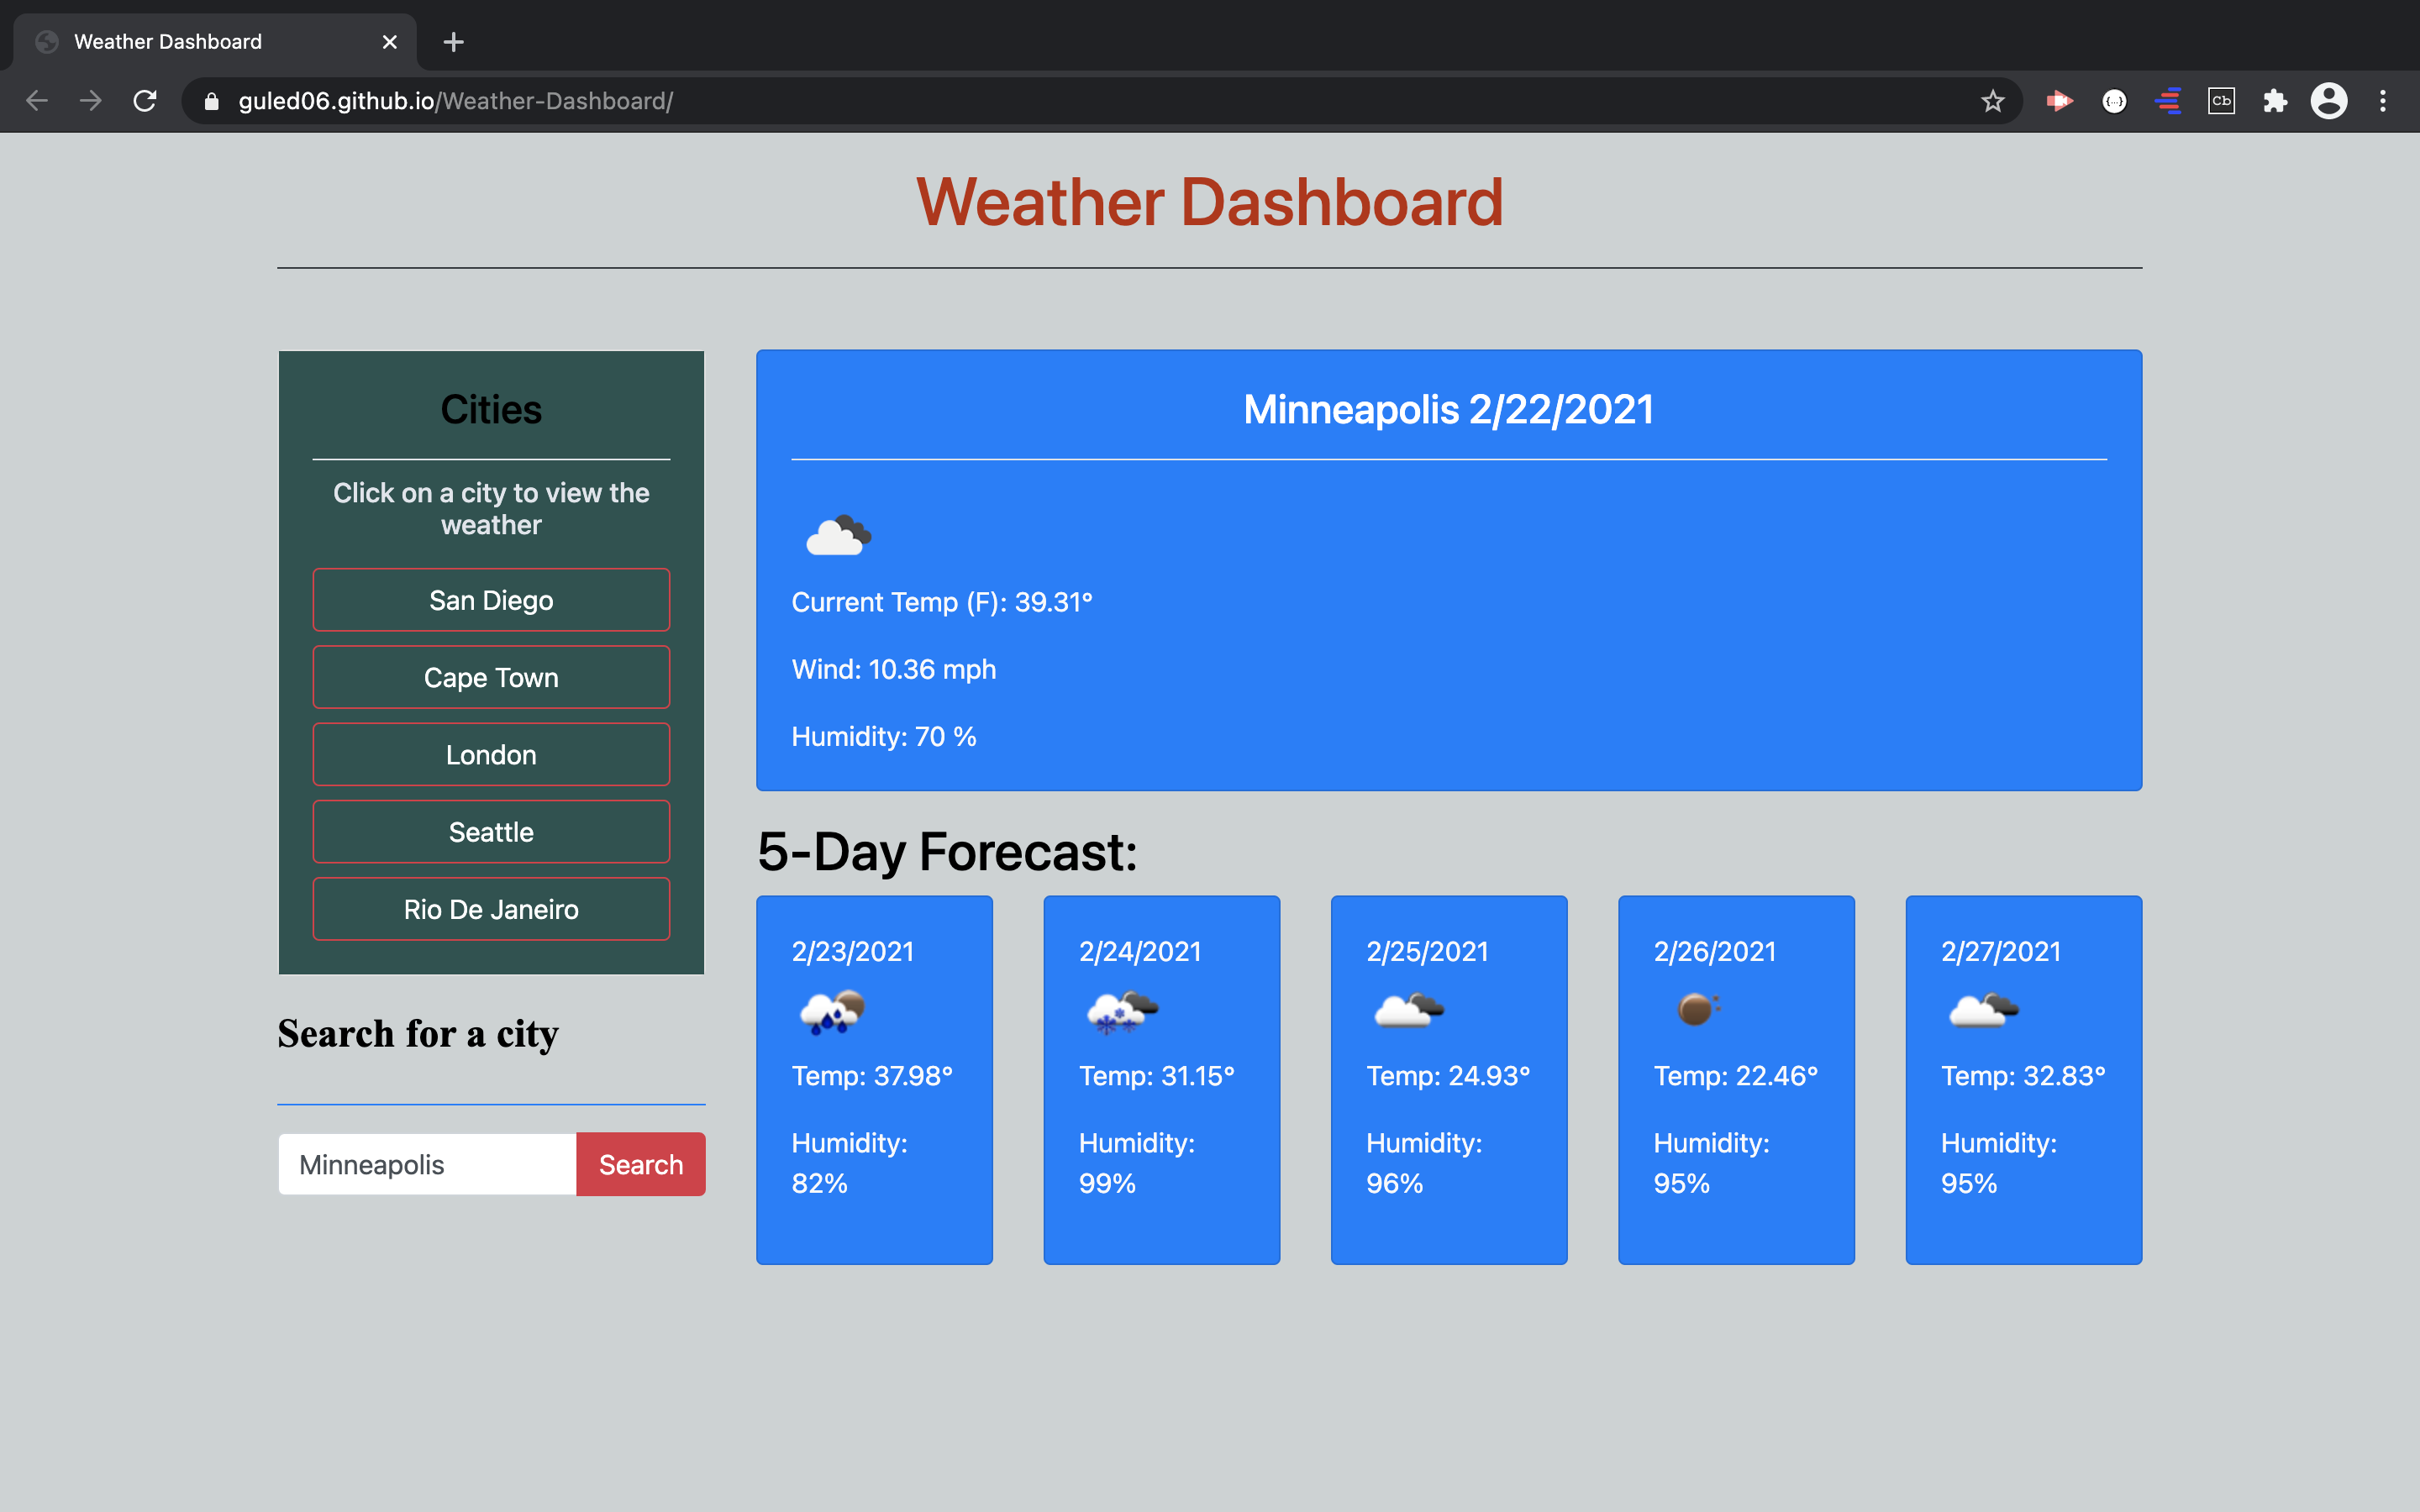 Weather Dashboard
guled06.github.io/Weather-Dashboard/
{...}
Cb
Weather Dashboard
Cities
Click on a city to view the
weather
San Diego
Cape Town
London
Seattle
Rio De Janeiro
Search for a city
Minneapolis
Search
Minneapolis 2/22/2021
Current Temp (F): 39.31°
Wind: 10.36 mph
Humidity: 70 %
5-Day Forecast:
2/23/2021
Temp: 37.98°
Humidity:
82%
2/24/2021
Temp: 31.15°
Humidity:
99%
2/25/2021
Temp: 24.93°
Humidity:
96%
2/26/2021
Temp: 22.46°
Humidity:
95%
2/27/2021
Temp: 32.83°
Humidity:
95%